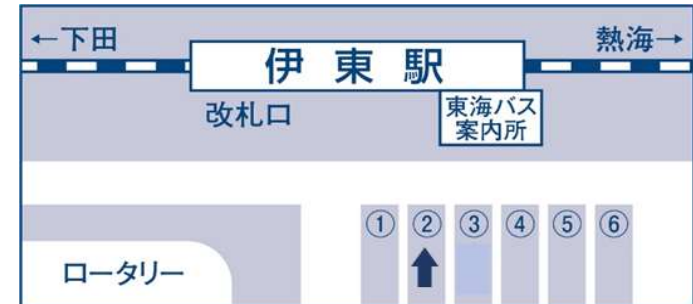 ←下田
熱海→
伊東駅
改札口
東海バス
案内所
① ② ③ ④ ⑤ ⑥
ロータリー